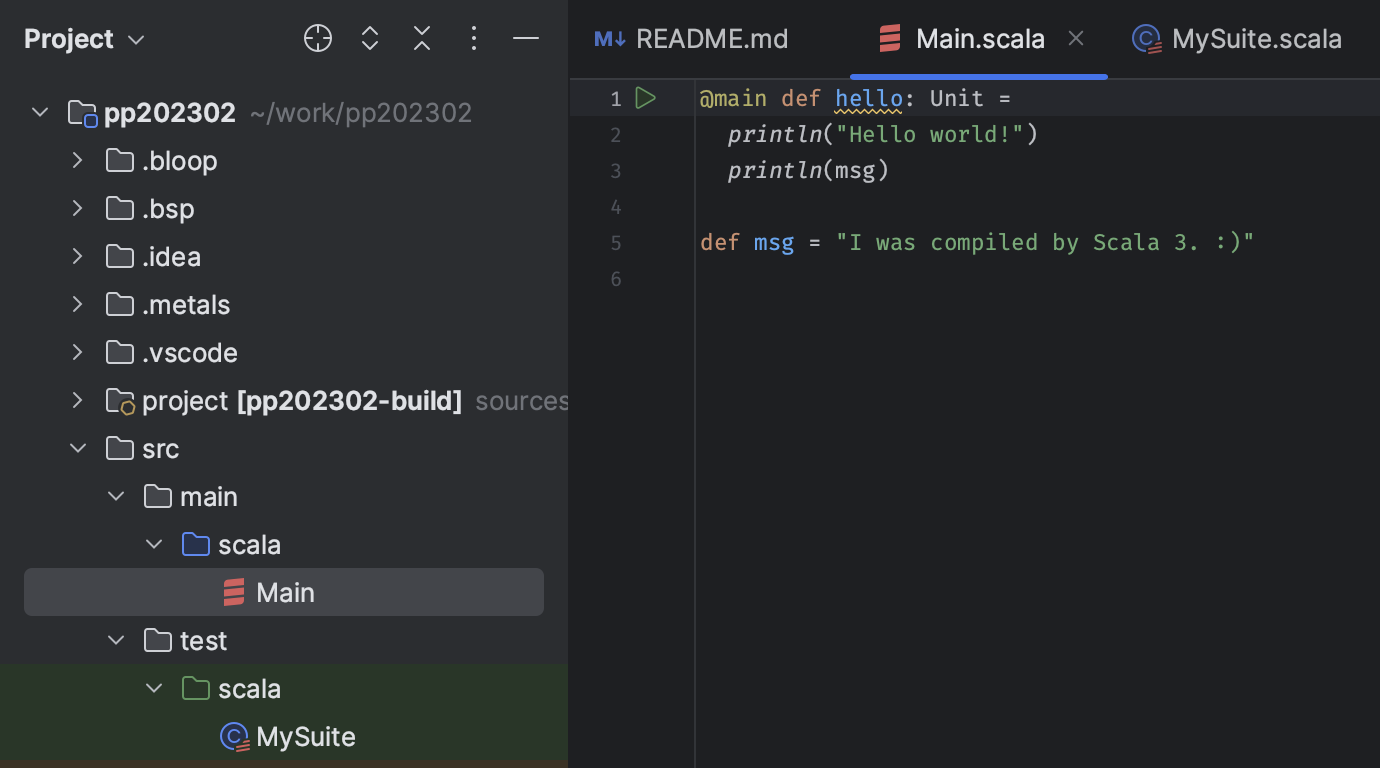 Project
pp202302 ~/work/pp202302
.bloop
.bsp
.idea
.metals
.vscode
project [pp202302-build] sources
src
main
scala
Main
test
scala
MySuite
M↓ README.md Main.scala MySuite.scala
1 @main def hello: Unit =
2 println("Hello world!")
3 println(msg)
4
5 def msg = "I was compiled by Scala 3. :)"
6